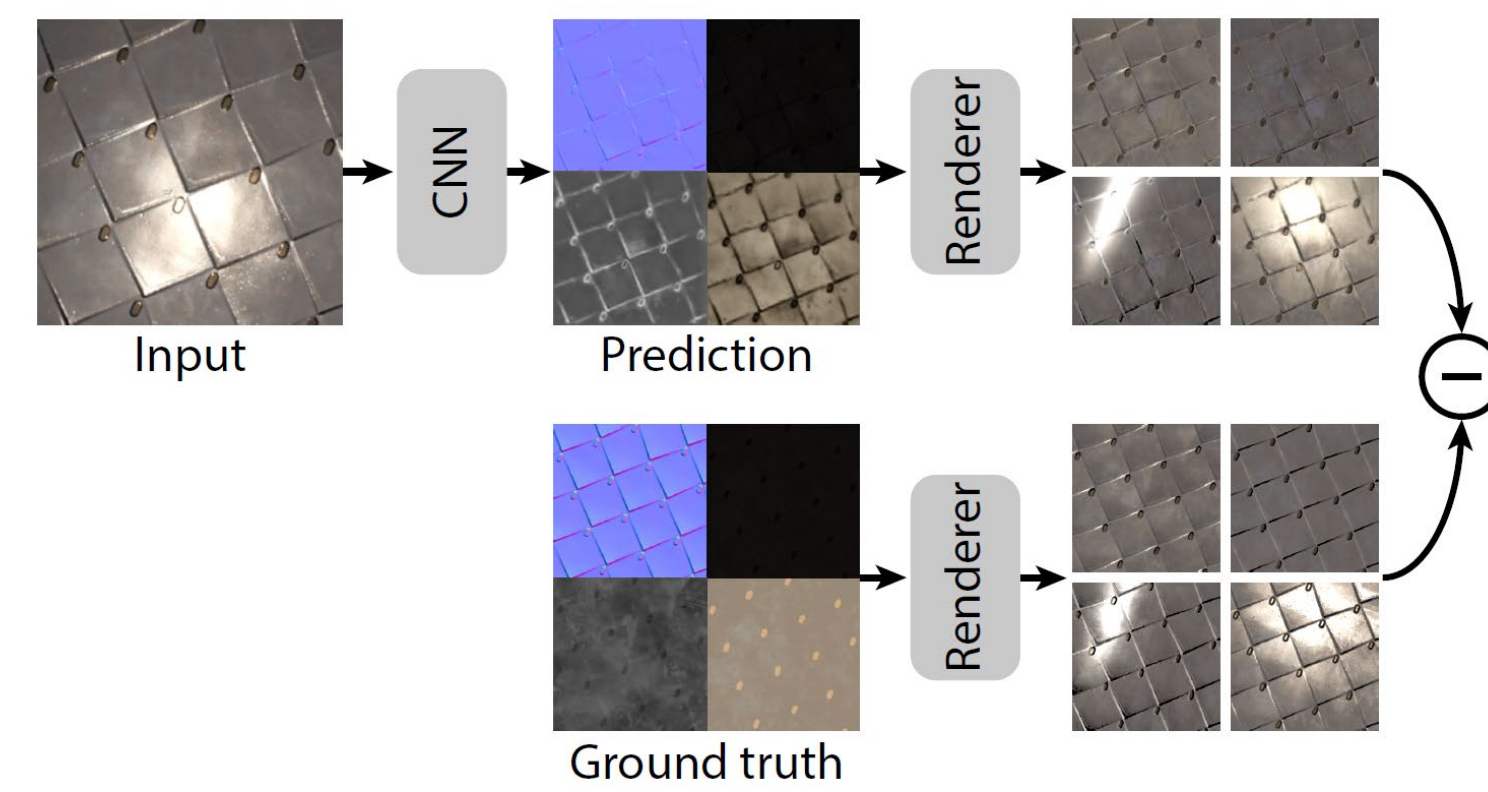 Input
CNN
Prediction
Renderer
Ground truth
Renderer